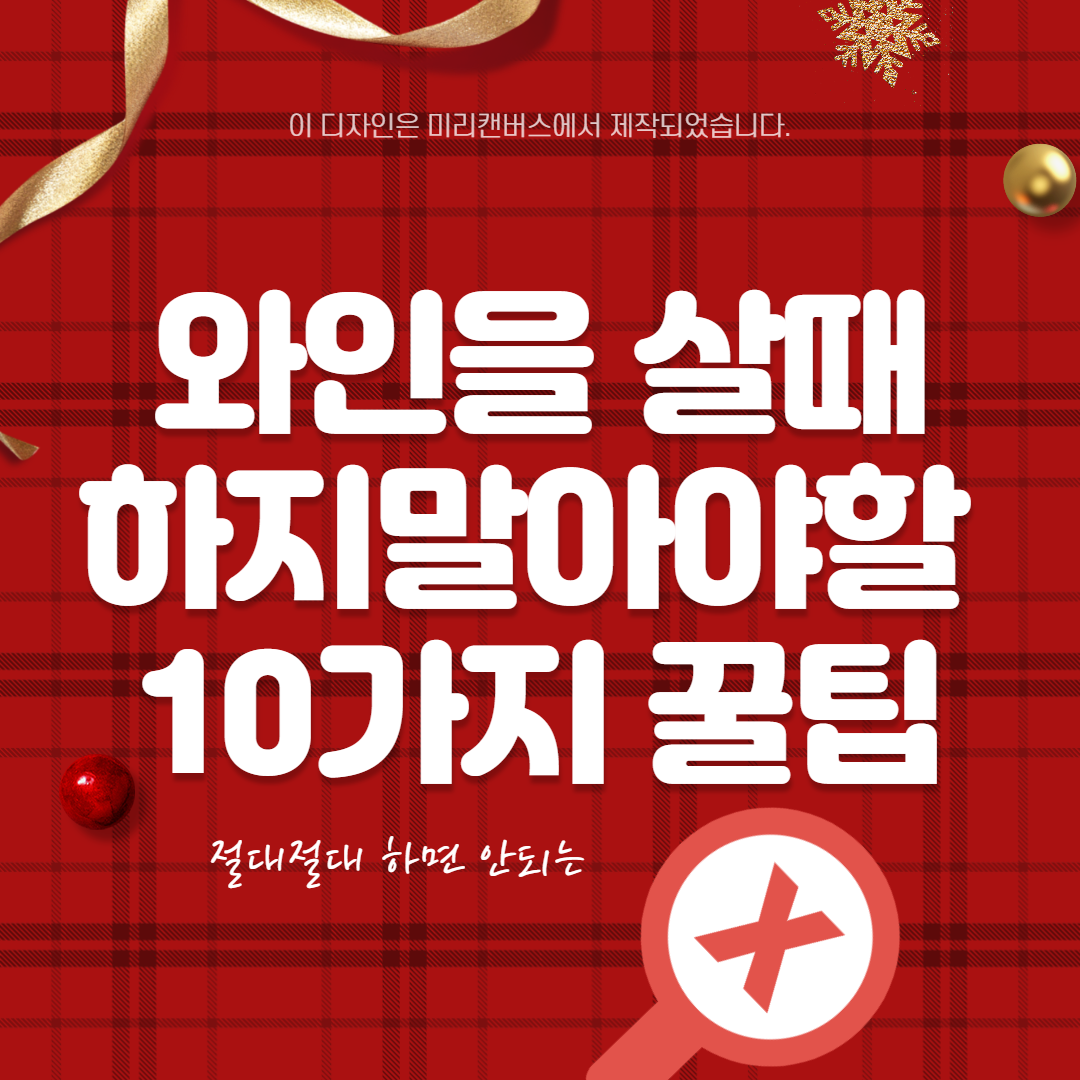 이 디자인은 미리캔버스에서 제작되었습니다.
와인을 살때
하지말아야할
10가지 꿀팁
절대절대 하면 안되는